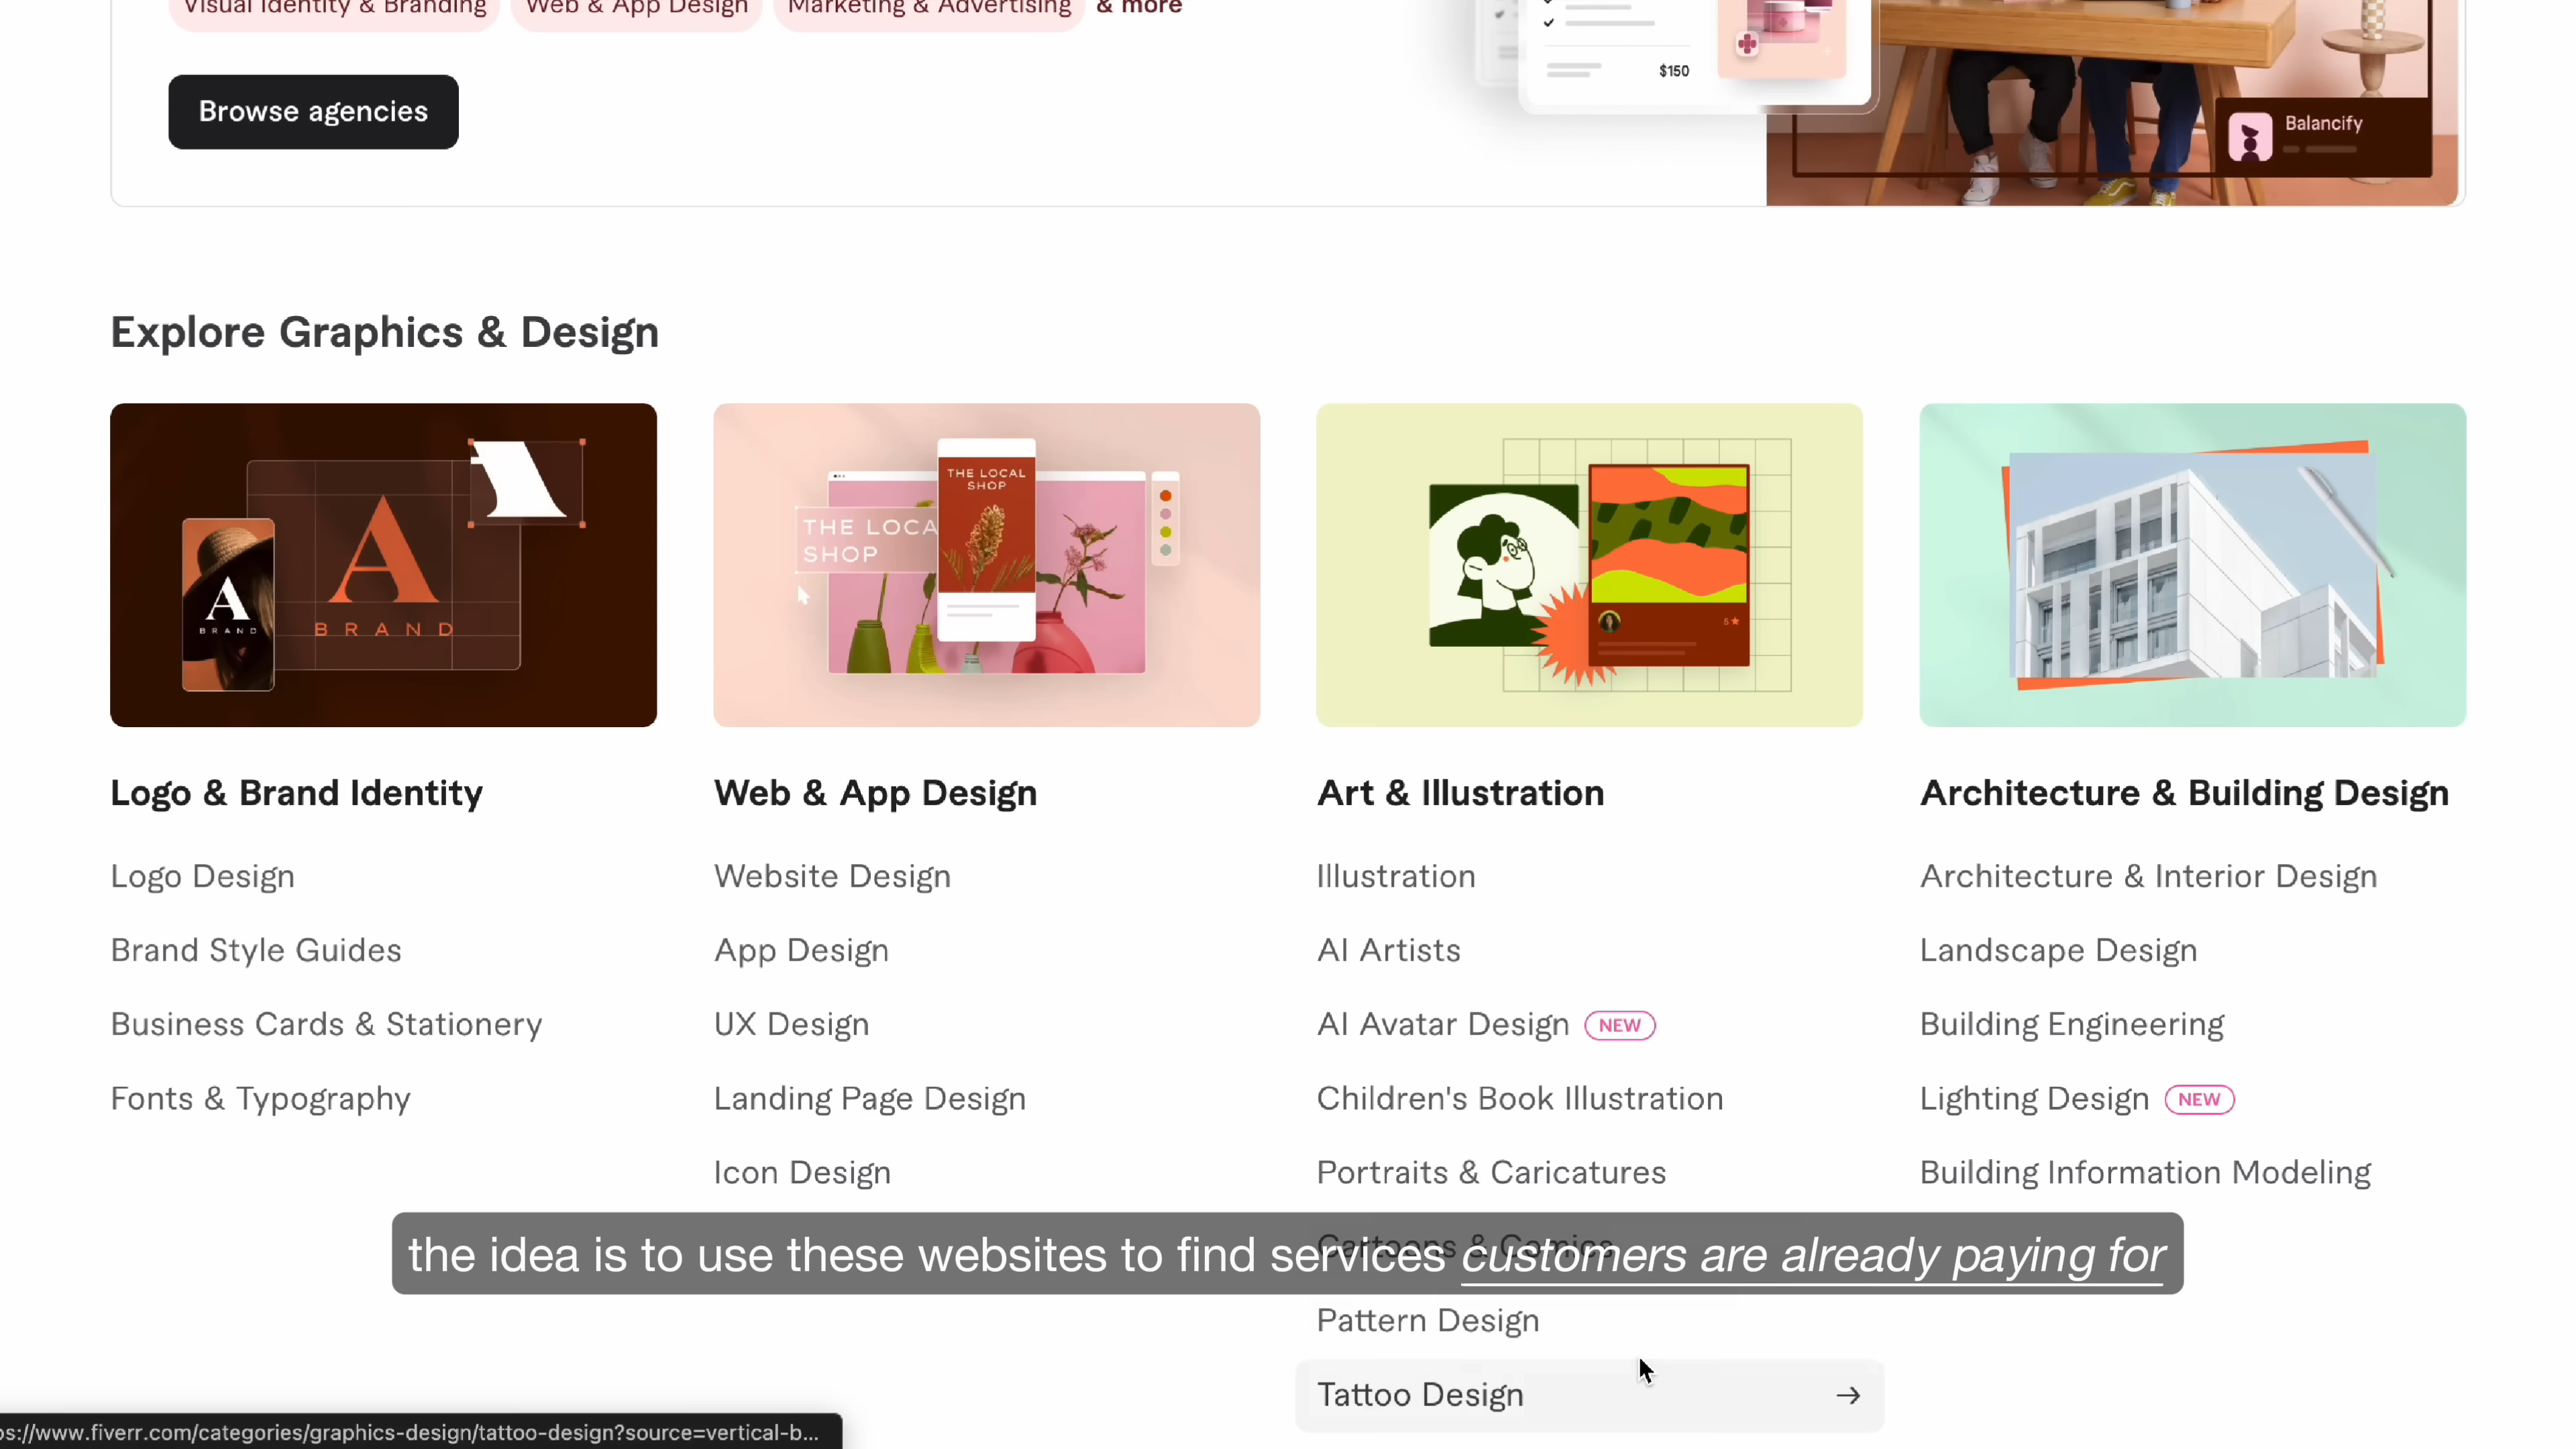 Visual Identity & Branding
Web & App Design
Marketing & Advertising
& more
Browse agencies
$150
Balancify
Explore Graphics & Design
A
BRAND
A
BRAND
THE LOCA
SHOP
THE LOCAL
SHOP
5★
Logo & Brand Identity
Logo Design
Brand Style Guides
Business Cards & Stationery
Fonts & Typography
Web & App Design
Website Design
App Design
UX Design
Landing Page Design
Icon Design
Art & Illustration
Illustration
AI Artists
AI Avatar Design NEW
Children's Book Illustration
Portraits & Caricatures
Cartoons & Comics
Pattern Design
Tattoo Design →
Architecture & Building Design
Architecture & Interior Design
Landscape Design
Building Engineering
Lighting Design NEW
Building Information Modeling
the idea is to use these websites to find services customers are already paying for
ps://www.fiverr.com/categories/graphics-design/tattoo-design?source=vertical-b...